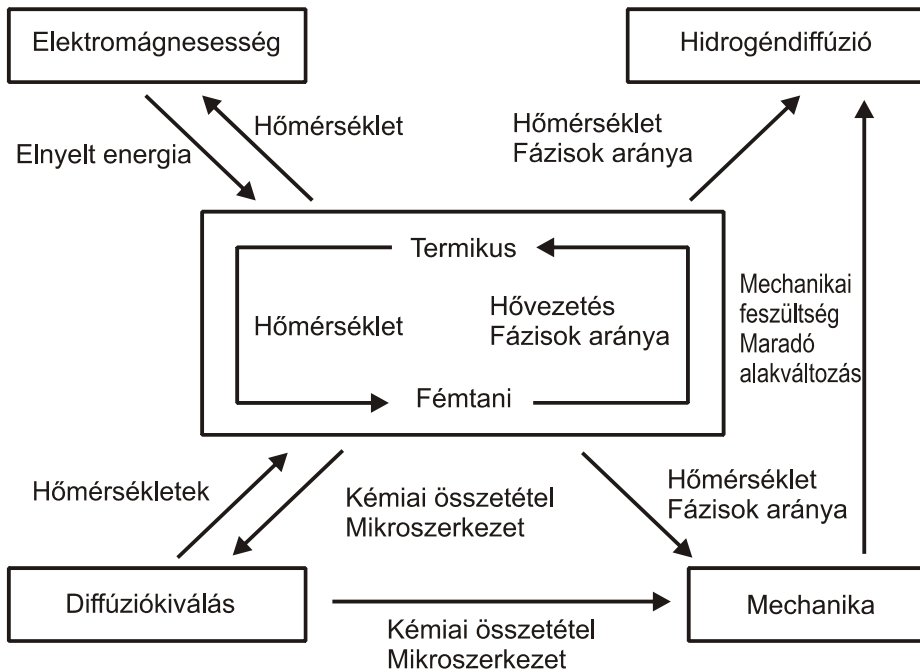 Elektromágnesesség
Hidrogéndiffúzió
Hőmérséklet
Elnyelt energia
Hőmérséklet
Fázisok aránya
Termikus
Hőmérséklet
Hővezetés
Fázisok aránya
Fémtani
Mechanikai
feszültség
Maradó
alakváltozás
Hőmérsékletek
Kémiai összetétel
Mikroszerkezet
Hőmérséklet
Fázisok aránya
Diffúziókiválás
Mechanika
Kémiai összetétel
Mikroszerkezet